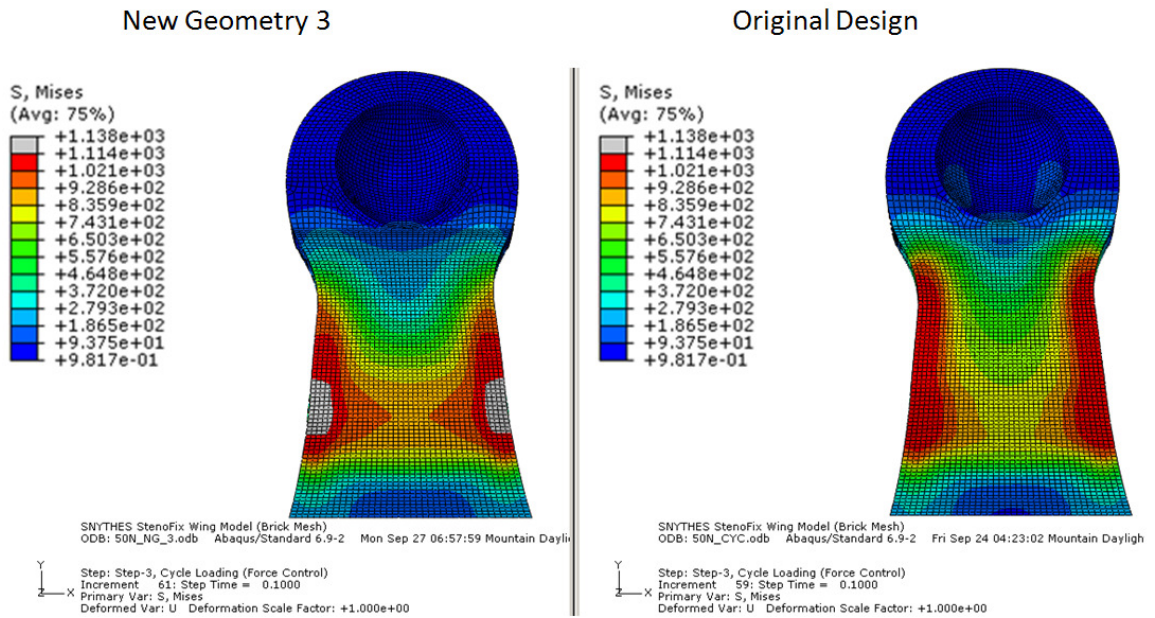 New Geometry 3
Original Design
S, Mises
(Avg: 75%)
+1.138e+03
+1.114e+03
+1.021e+03
+9.286e+02
+8.359e+02
+7.431e+02
+6.503e+02
+5.576e+02
+4.648e+02
+3.720e+02
+2.793e+02
+1.865e+02
+9.375e+01
+9.817e-01
SNYTHES StenoFix Wing Model (Brick Mesh)
ODB: 50N_NG_3.odb Abaqus/Standard 6.9-2 Mon Sep 27 06:57:59 Mountain Dayli
Y
Z X
Step: Step-3, Cycle Loading (Force Control)
Increment 61: Step Time = 0.1000
Primary Var: S, Mises
Deformed Var: U Deformation Scale Factor: +1.000e+00
S, Mises
(Avg: 75%)
+1.138e+03
+1.114e+03
+1.021e+03
+9.286e+02
+8.359e+02
+7.431e+02
+6.503e+02
+5.576e+02
+4.648e+02
+3.720e+02
+2.793e+02
+1.865e+02
+9.375e+01
+9.817e-01
SNYTHES StenoFix Wing Model (Brick Mesh)
ODB: 50N_CYC.odb Abaqus/Standard 6.9-2 Fri Sep 24 04:23:02 Mountain Dayligh
Y
Z X
Step: Step-3, Cycle Loading (Force Control)
Increment 59: Step Time = 0.1000
Primary Var: S, Mises
Deformed Var: U Deformation Scale Factor: +1.000e+00